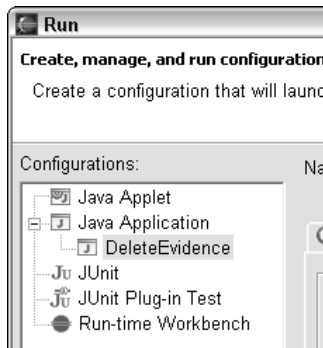 Run
Create, manage, and run configuration
Create a configuration that will launc
Configurations:
Na
Java Applet
Java Application
DeleteEvidence
JUnit
JUnit Plug-in Test
Run-time Workbench